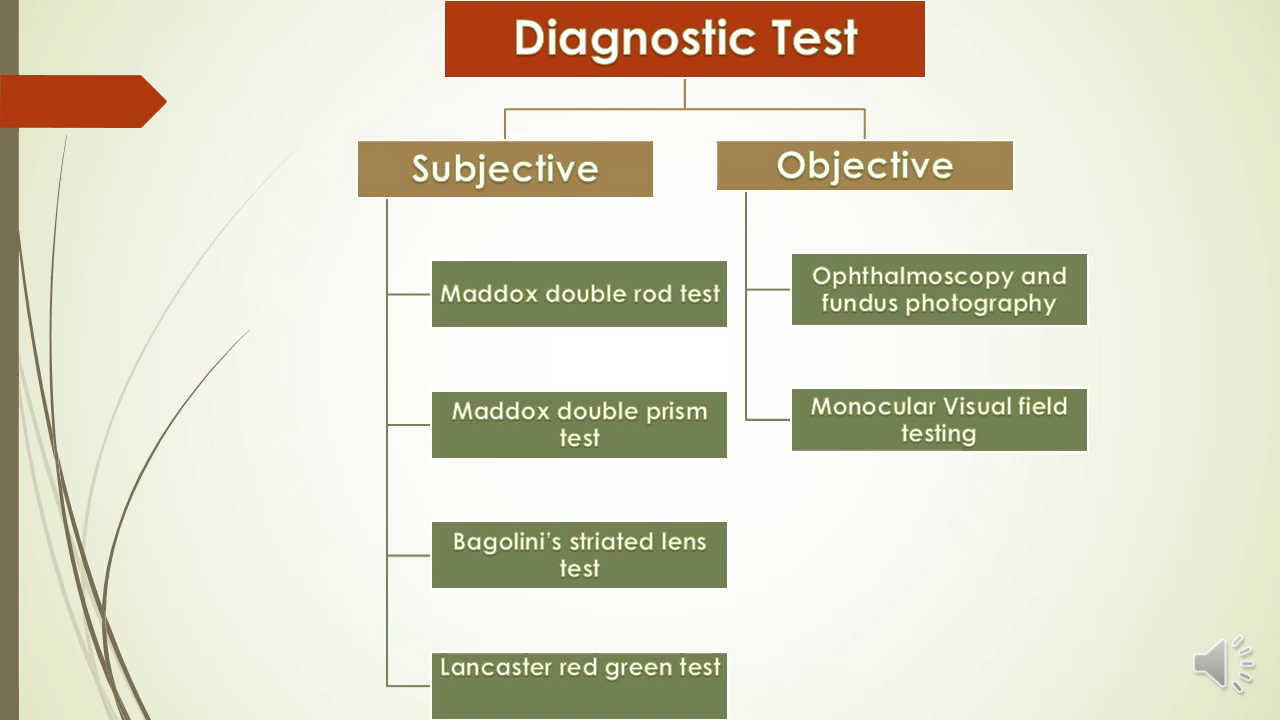 Diagnostic Test
Subjective
Maddox double rod test
Maddox double prism
test
Bagolini’s striated lens
test
Lancaster red green test
Objective
Ophthalmoscopy and
fundus photography
Monocular Visual field
testing